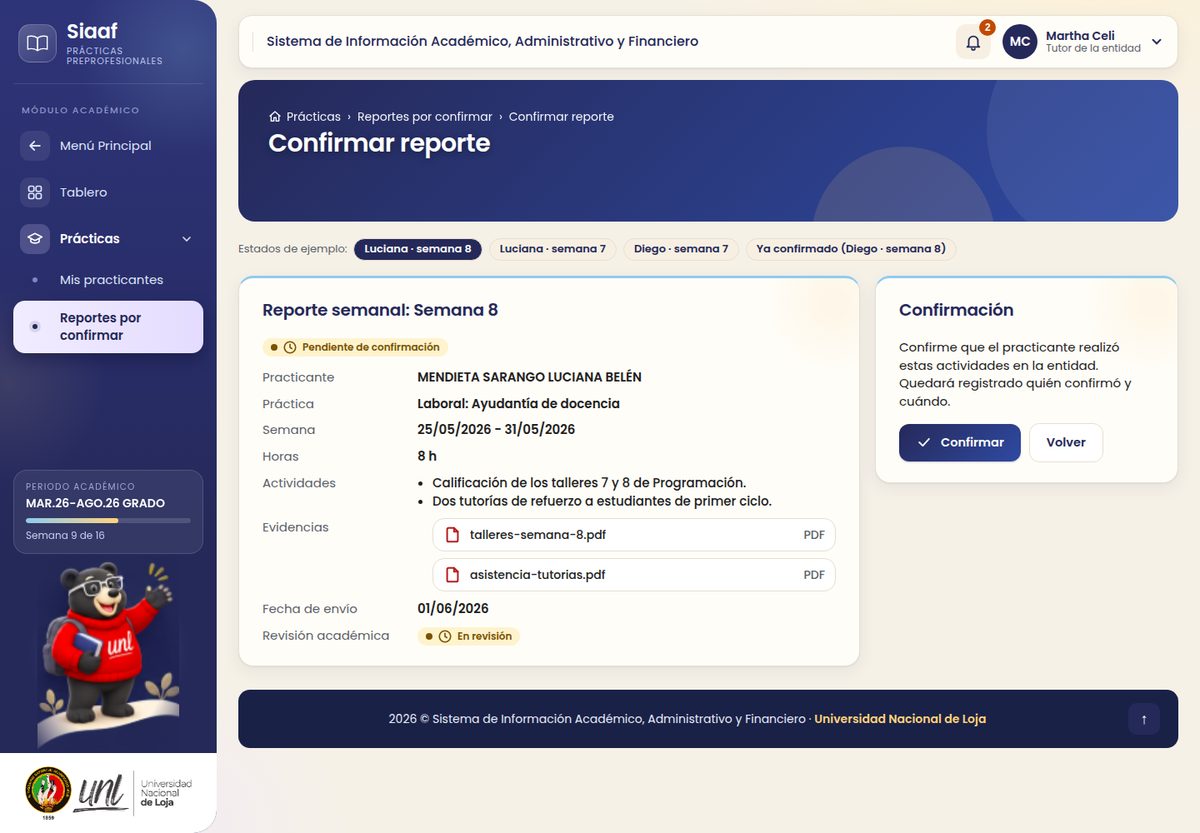 Siaaf
PRÁCTICAS
PREPROFESIONALES
MÓDULO ACADÉMICO
Menú Principal
Tablero
Prácticas
Mis practicantes
Reportes por
confirmar
PERIODO ACADÉMICO
MAR.26-AGO.26 GRADO
Semana 9 de 16
unl
1859
unl
Universidad
Nacional
de Loja
Sistema de Información Académico, Administrativo y Financiero
2
MC
Martha Celi
Tutor de la entidad
Prácticas › Reportes por confirmar › Confirmar reporte
Confirmar reporte
Estados de ejemplo: Luciana · semana 8 Luciana · semana 7 Diego · semana 7 Ya confirmado (Diego · semana 8)
Reporte semanal: Semana 8
Pendiente de confirmación
Practicante MENDIETA SARANGO LUCIANA BELÉN
Práctica Laboral: Ayudantía de docencia
Semana 25/05/2026 - 31/05/2026
Horas 8 h
Actividades • Calificación de los talleres 7 y 8 de Programación.
• Dos tutorías de refuerzo a estudiantes de primer ciclo.
Evidencias talleres-semana-8.pdf PDF
asistencia-tutorias.pdf PDF
Fecha de envío 01/06/2026
Revisión académica En revisión
Confirmación
Confirme que el practicante realizó
estas actividades en la entidad.
Quedará registrado quién confirmó y
cuándo.
Confirmar Volver
2026 © Sistema de Información Académico, Administrativo y Financiero · Universidad Nacional de Loja
↑